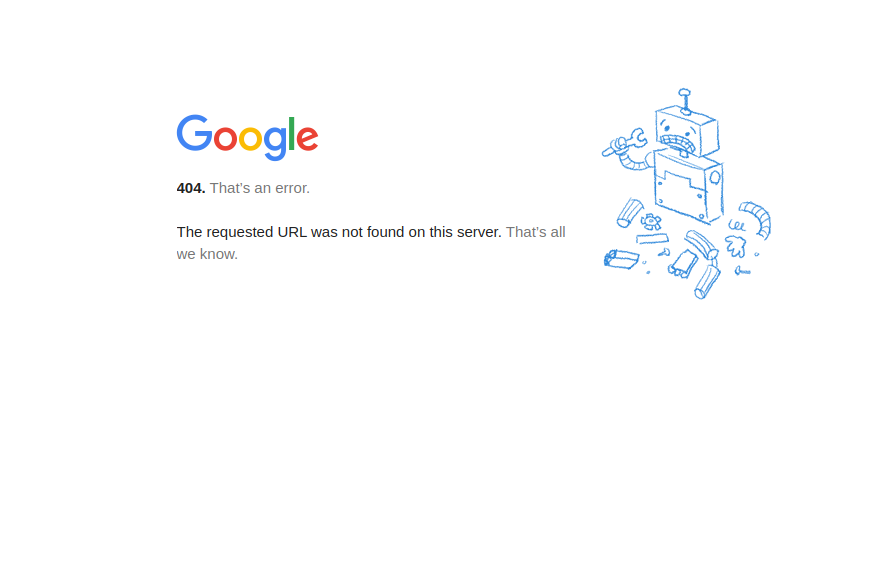 Google
404. That’s an error.
The requested URL was not found on this server. That’s all
we know.